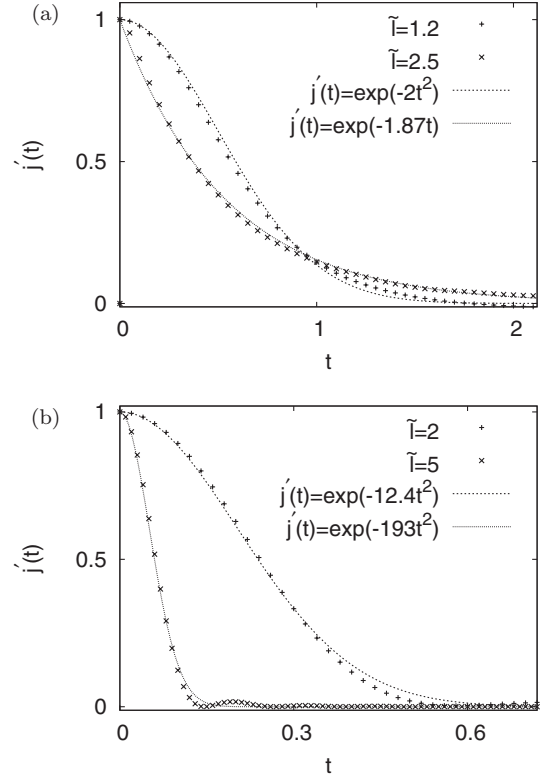 (a)
1
0.5
0
j'(t)
l̃=1.2
l̃=2.5
j'(t)=exp(-2t²)
j'(t)=exp(-1.87t)
0
1
2
t
(b)
1
0.5
0
j'(t)
l̃=2
l̃=5
j'(t)=exp(-12.4t²)
j'(t)=exp(-193t²)
0
0.3
0.6
t